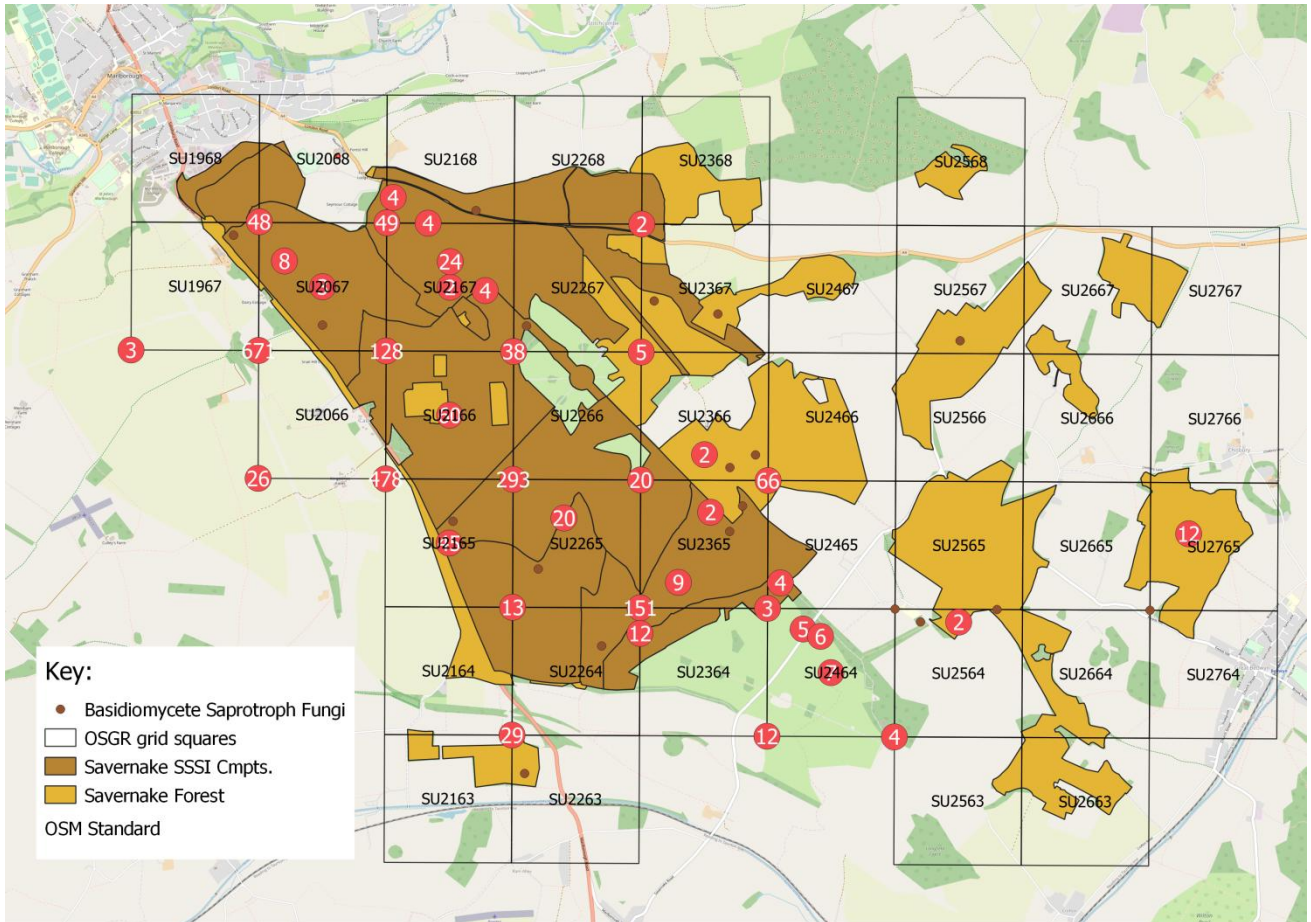 Marlborough
SU1968
SU2068
SU2168
SU2268
SU2368
SU2568
4
48
49
4
2
8
24
SU1967
SU2067
SU2167
2
4
SU2267
SU2367
SU2467
SU2567
SU2667
SU2767
3
671
128
38
5
SU2066
SU2166
SU2266
SU2366
SU2466
SU2566
SU2666
SU2766
2
26
478
293
20
66
20
2
12
SU2165
SU2265
SU2365
SU2465
SU2565
SU2665
SU2765
9
4
13
151
3
12
5
6
2
SU2164
SU2264
SU2364
SU2464
SU2564
SU2664
SU2764
29
12
4
SU2163
SU2263
SU2563
SU2663
Key:
Basidiomycete Saprotroph Fungi
OSGR grid squares
Savernake SSSI Cmpts.
Savernake Forest
OSM Standard